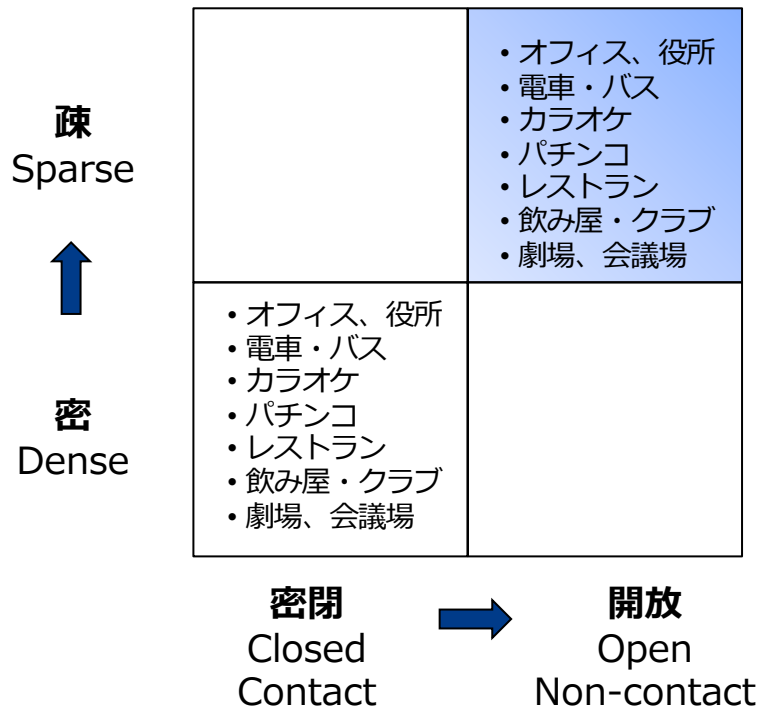 • オフィス、役所
• 電車・バス
• カラオケ
• パチンコ
• レストラン
• 飲み屋・クラブ
• 劇場、会議場
疎
Sparse
• オフィス、役所
• 電車・バス
• カラオケ
• パチンコ
• レストラン
• 飲み屋・クラブ
• 劇場、会議場
密
Dense
密閉
Closed
Contact
開放
Open
Non-contact